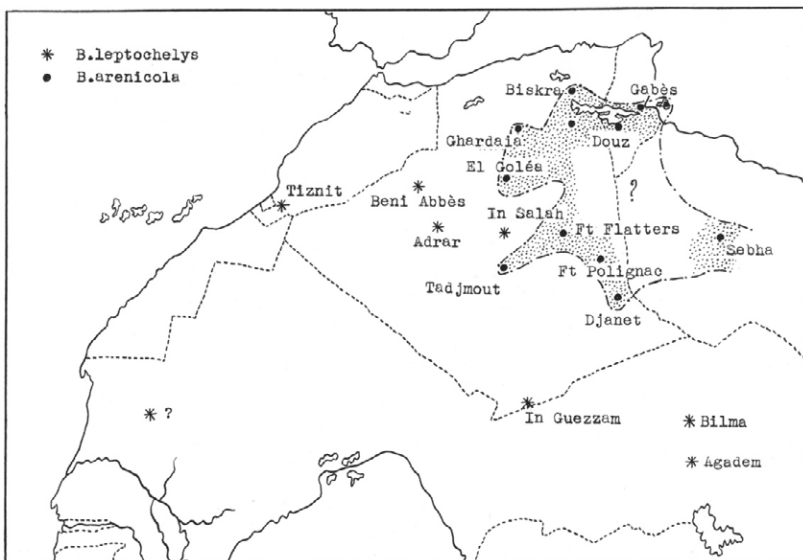 B.leptochelys
B.arenicola
Biskra
Gabès
Ghardaia
Douz
El Goléa
?
Tiznit
Beni Abbès
In Salah
Ft Flatters
Adrar
Sebha
Ft Polignac
Tadjmout
Djanet
?
In Guezzam
Bilma
Agadem